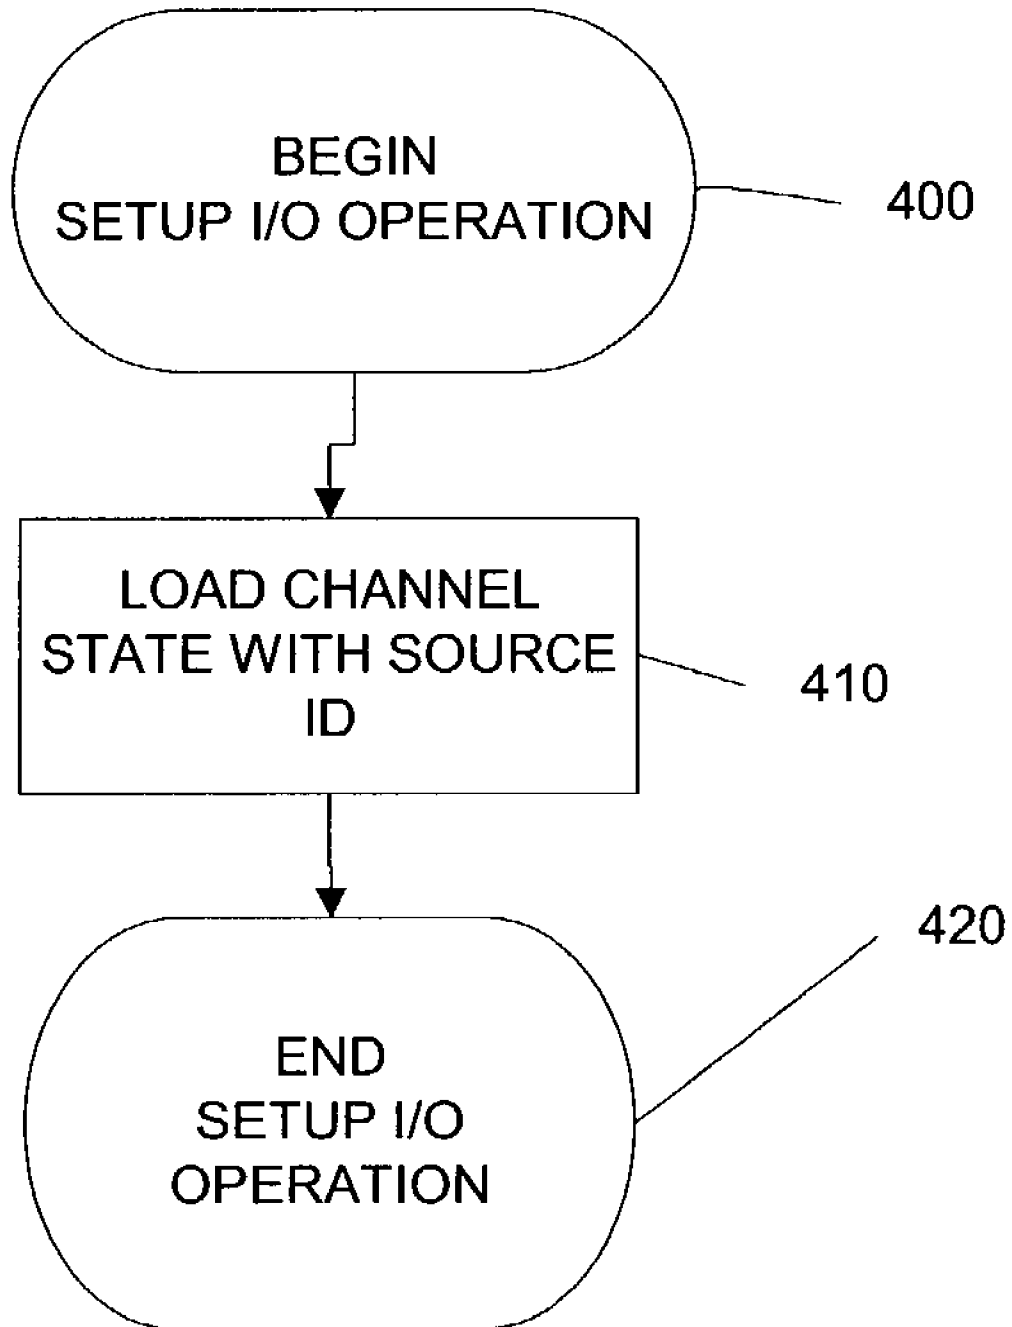 BEGIN
SETUP I/O OPERATION
400
LOAD CHANNEL
STATE WITH SOURCE
ID
410
420
END
SETUP I/O
OPERATION